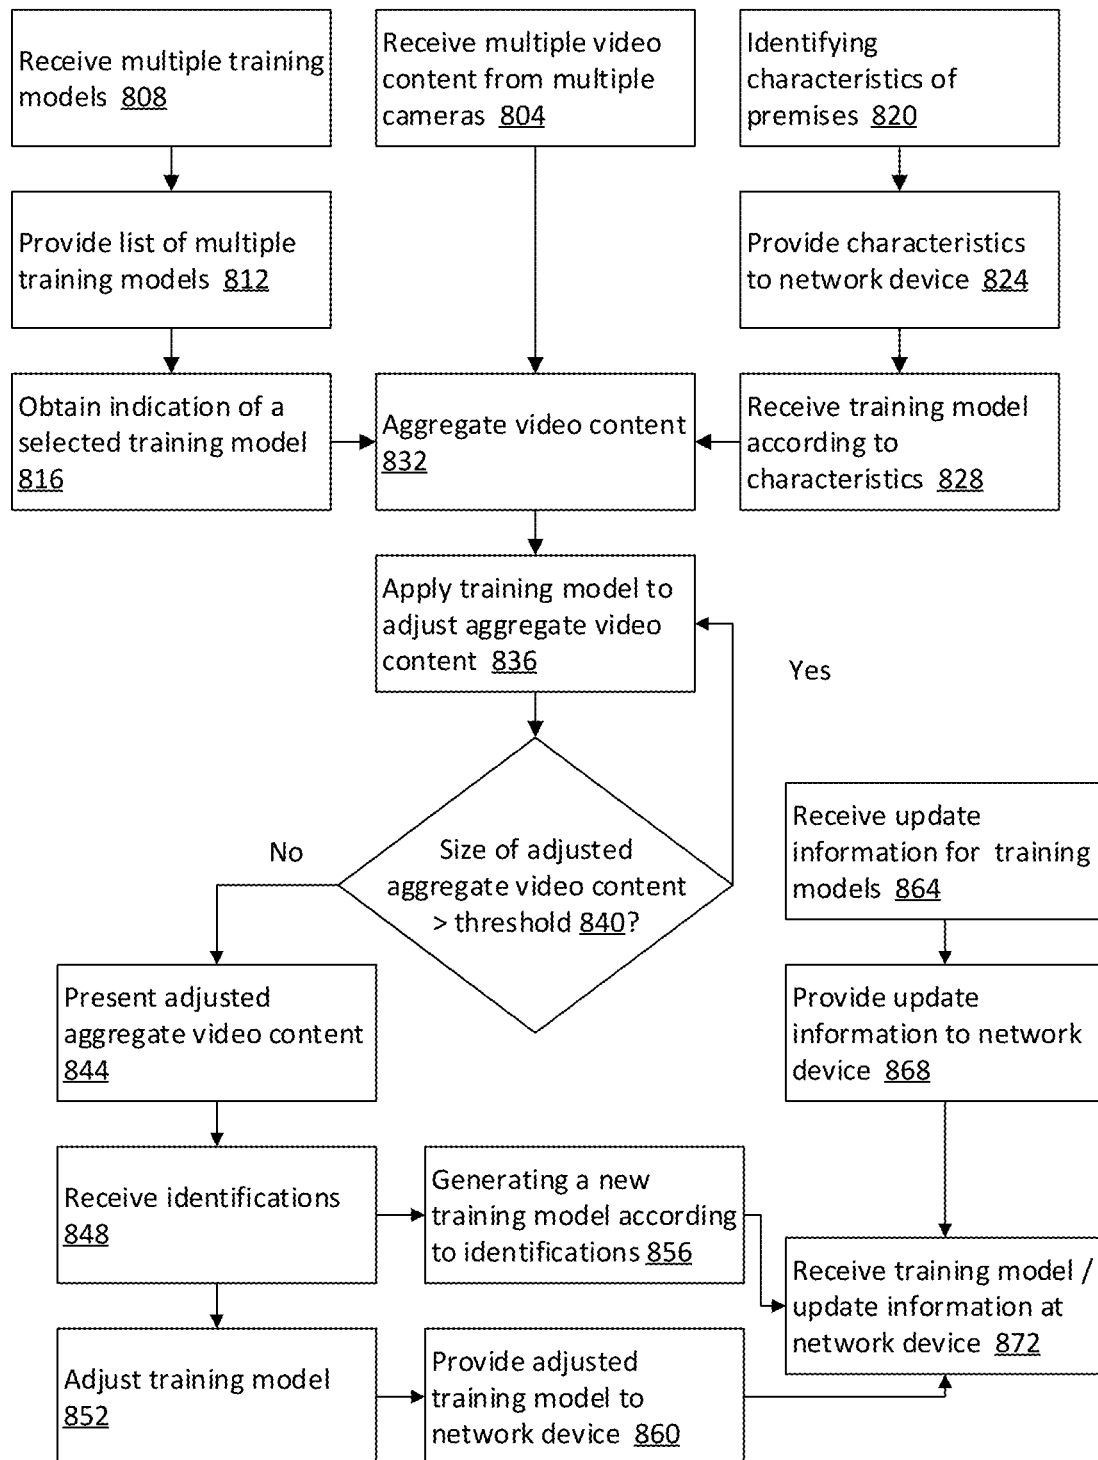 Receive multiple training
models 808
Receive multiple video
content from multiple
cameras 804
Identifying
characteristics of
premises 820
Provide list of multiple
training models 812
Provide characteristics
to network device 824
Obtain indication of a
selected training model
816
Aggregate video content
832
Receive training model
according to
characteristics 828
Apply training model to
adjust aggregate video
content 836
Yes
No
Size of adjusted
aggregate video content
> threshold 840?
Receive update
information for training
models 864
Present adjusted
aggregate video content
844
Provide update
information to network
device 868
Receive identifications
848
Generating a new
training model according
to identifications 856
Receive training model /
update information at
network device 872
Adjust training model
852
Provide adjusted
training model to
network device 860